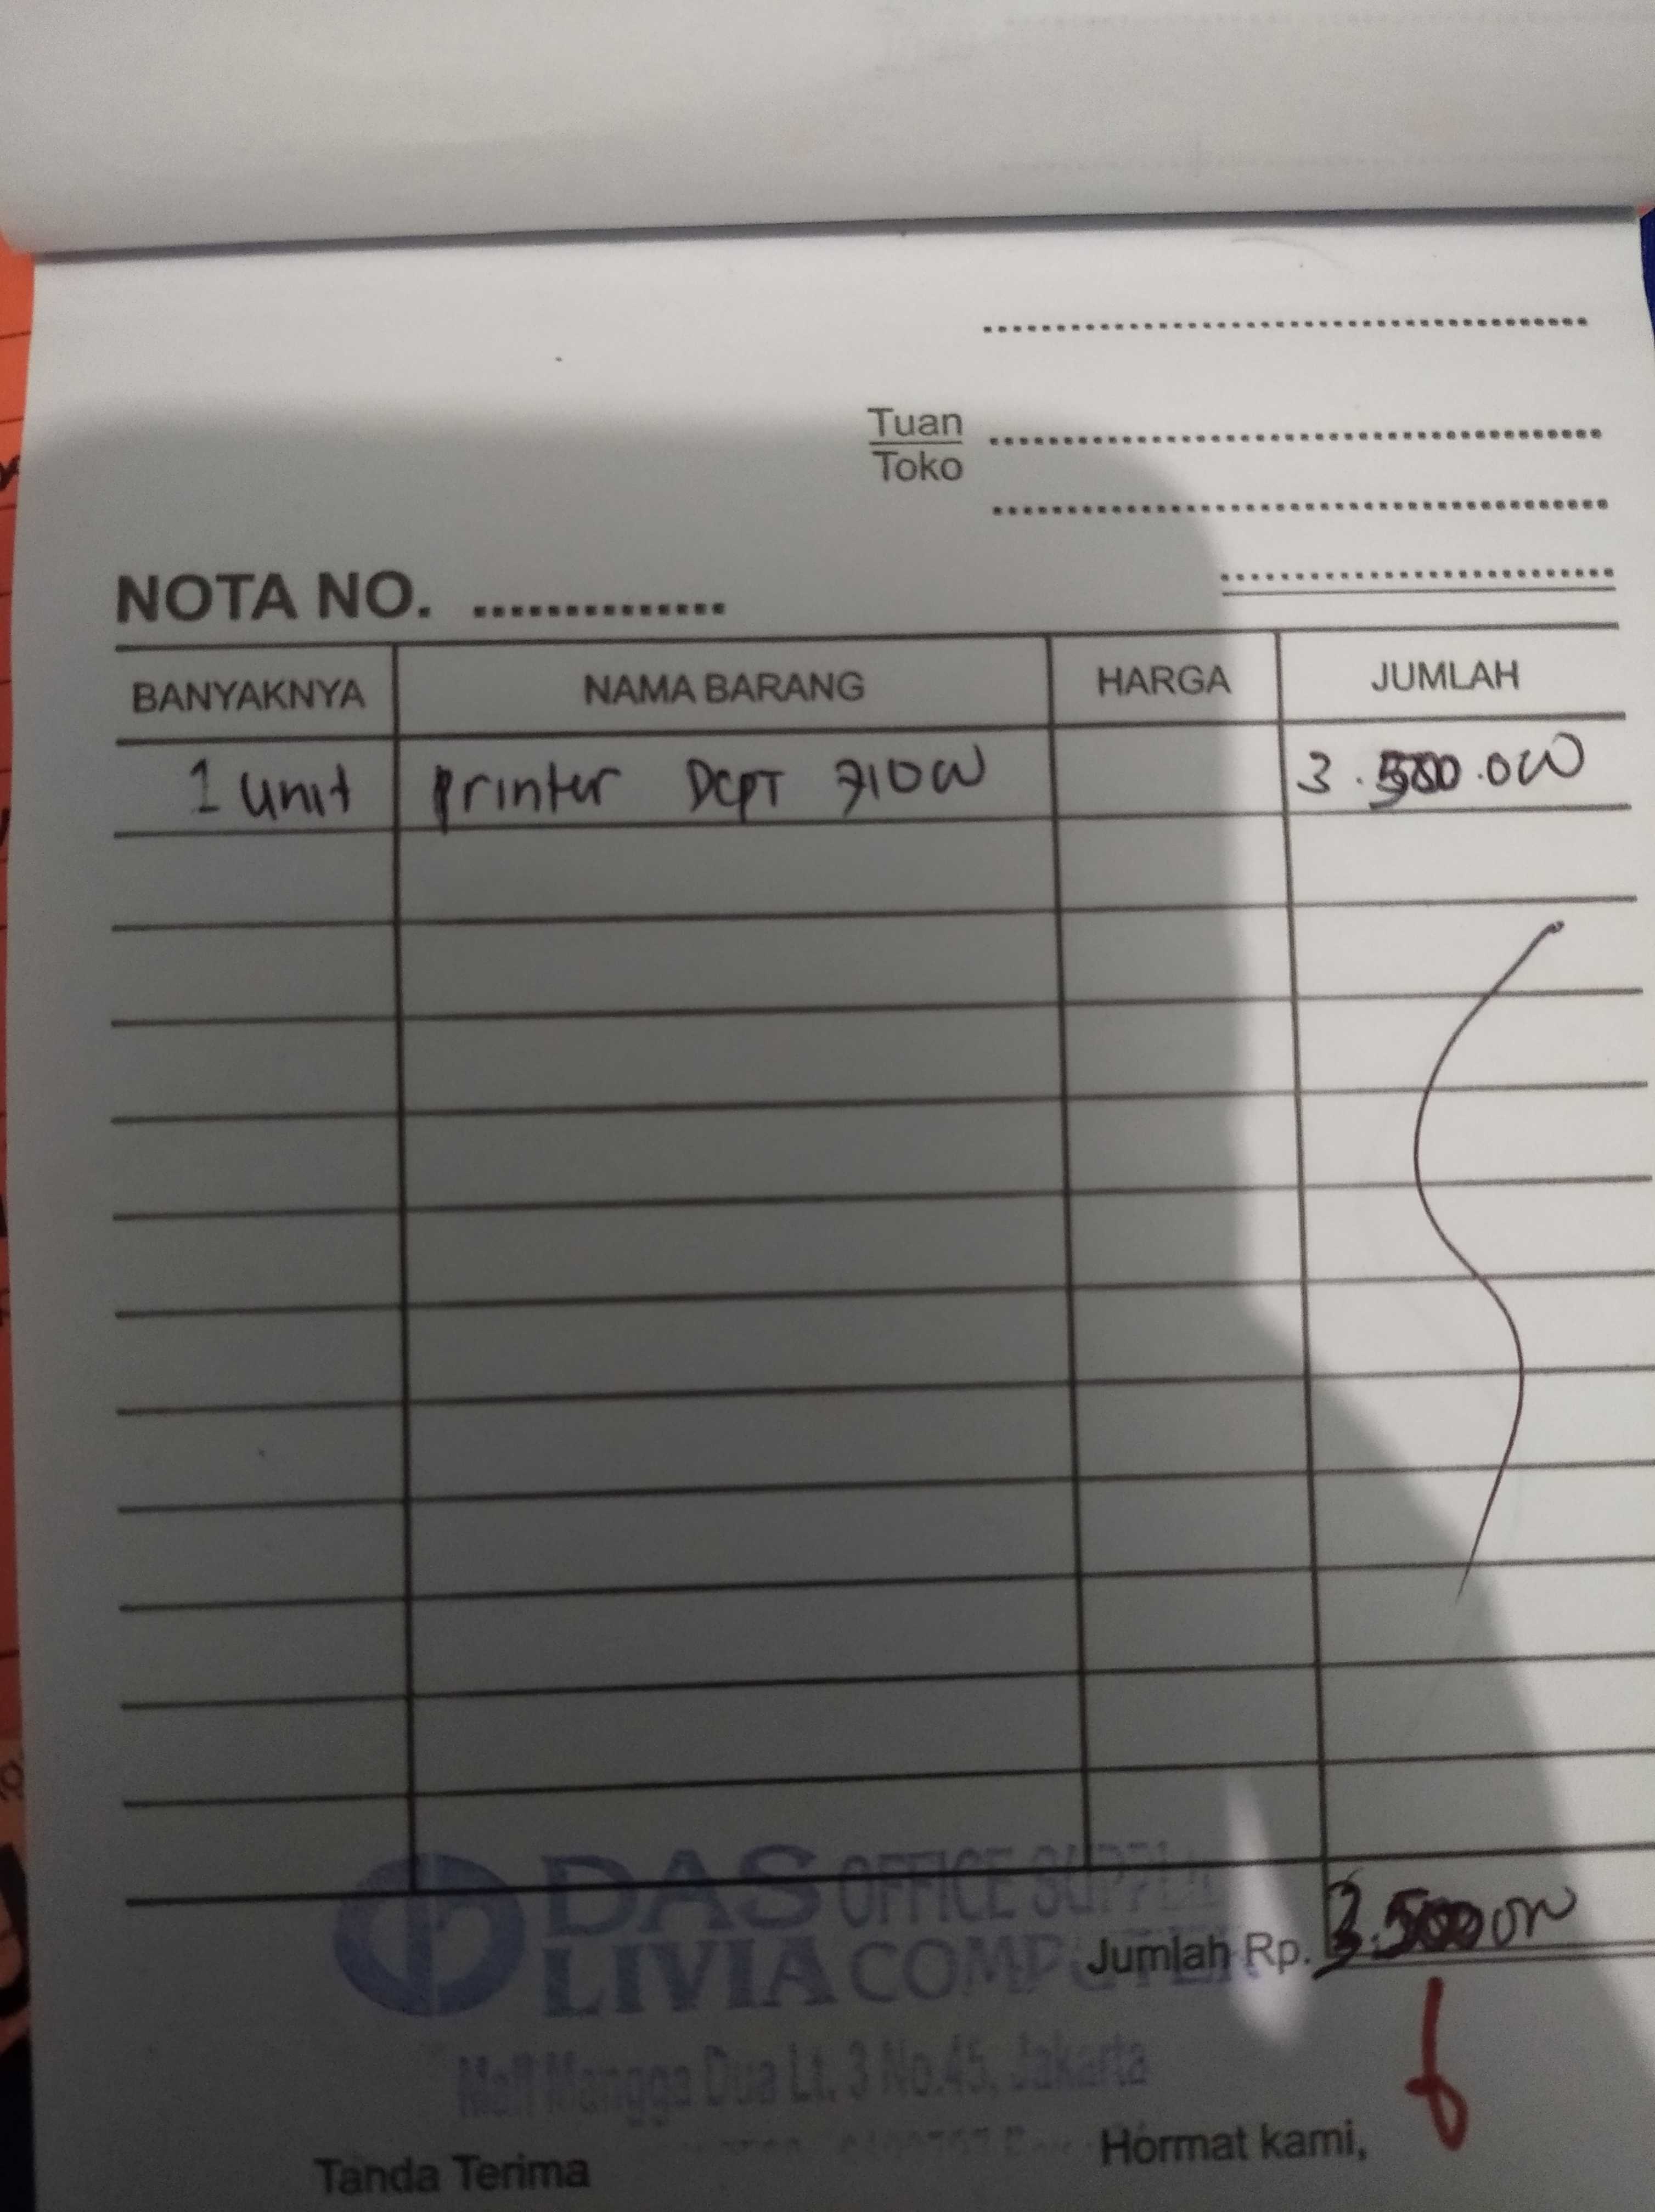 Tuan
Toko
NOTA NO.
BANYAKNYA NAMA BARANG HARGA JUMLAH
1 unit printer DCPT 710W 3.500.000
DAS OFFICE SUPPLIES
LIVIA COMPUTER
Jumlah Rp. 3.500.000
Mall Mangga Dua Lt. 3 No.45, Jakarta
Tanda Terima Hormat kami,